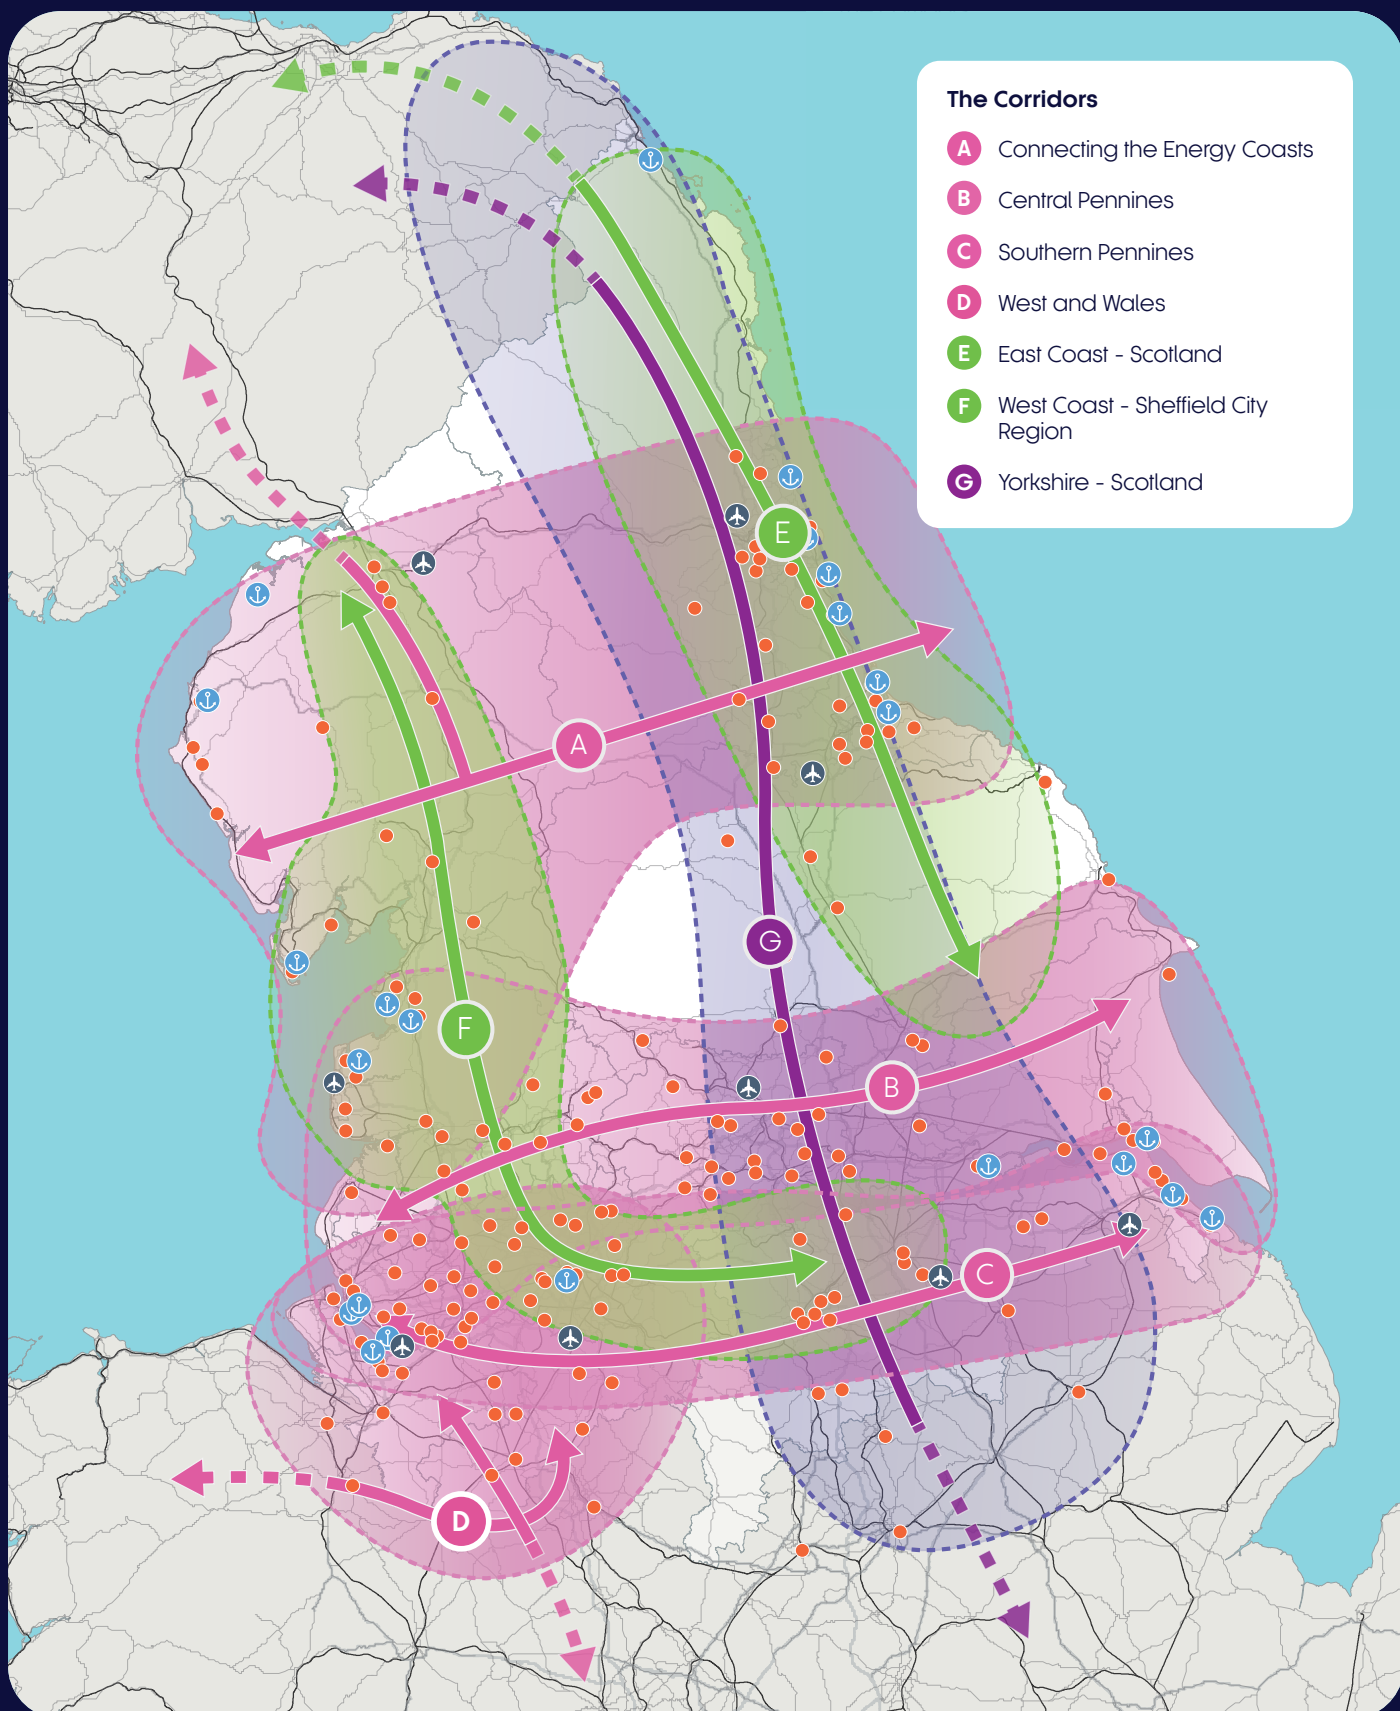 The Corridors
A Connecting the Energy Coasts
B Central Pennines
C Southern Pennines
D West and Wales
E East Coast - Scotland
F West Coast - Sheffield City
Region
G Yorkshire - Scotland
E
A
G
F
B
C
D